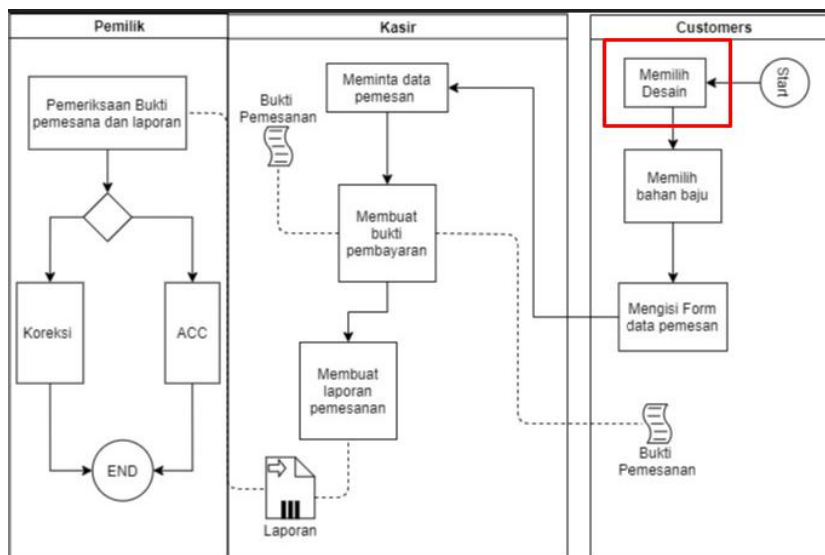 Pemilik
Kasir
Customers
Pemeriksaan Bukti
pemesana dan laporan
Koreksi
ACC
END
Bukti
Pemesanan
Meminta data
pemesan
Membuat
bukti
pembayaran
Membuat
laporan
pemesanan
Laporan
Memilih
Desain
Start
Memilih
bahan baju
Mengisi Form
data pemesan
Bukti
Pemesanan